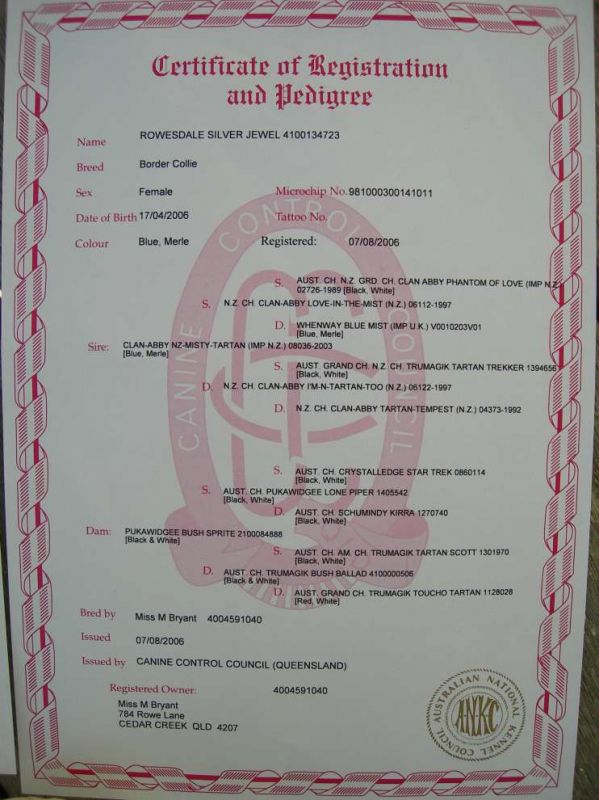 Certificate of Registration
and Pedigree
Name ROWESDALE SILVER JEWEL 4100134723
Breed Border Collie
Sex Female Microchip No. 981000300141011
Date of Birth 17/04/2006 Tattoo No.
Colour Blue, Merle Registered: 07/08/2006
S. AUST. CH. N.Z. GRD. CH. CLAN ABBY PHANTOM OF LOVE (IMP N.Z.)
02726-1989 [Black, White]
S. N.Z. CH. CLAN-ABBY LOVE-IN-THE-MIST (N.Z.) 06112-1997
D. WHENWAY BLUE MIST (IMP U.K.) V0010203V01
[Blue, Merle]
Sire: CLAN-ABBY NZ-MISTY-TARTAN (IMP N.Z.) 08036-2003
[Blue, Merle]
S. AUST. GRAND CH. N.Z. CH. TRUMAGIK TARTAN TREKKER 1394656
[Black, White]
D. N.Z. CH. CLAN-ABBY I'M-N-TARTAN-TOO (N.Z.) 06122-1997
D. N.Z. CH. CLAN-ABBY TARTAN-TEMPEST (N.Z.) 04373-1992
S. AUST. CH. CRYSTALLEDGE STAR TREK 0860114
[Black, White]
S. AUST. CH. PUKAWIDGEE LONE PIPER 1405542
[Black, White]
D. AUST. CH. SCHUMINDY KIRRA 1270740
[Black, White]
Dam: PUKAWIDGEE BUSH SPRITE 2100084888
[Black & White]
S. AUST. CH. AM. CH. TRUMAGIK TARTAN SCOTT 1301970
[Black, White]
D. AUST. CH. TRUMAGIK BUSH BALLAD 4100000506
[Black & White]
D. AUST. GRAND CH. TRUMAGIK TOUCHO TARTAN 1128028
[Red, White]
Bred by Miss M Bryant 4004591040
Issued 07/08/2006
Issued by CANINE CONTROL COUNCIL (QUEENSLAND)
Registered Owner: 4004591040
Miss M Bryant
784 Rowe Lane
CEDAR CREEK QLD 4207
CANINE CONTROL COUNCIL
AUSTRALIAN NATIONAL
KENNEL COUNCIL
ANKC